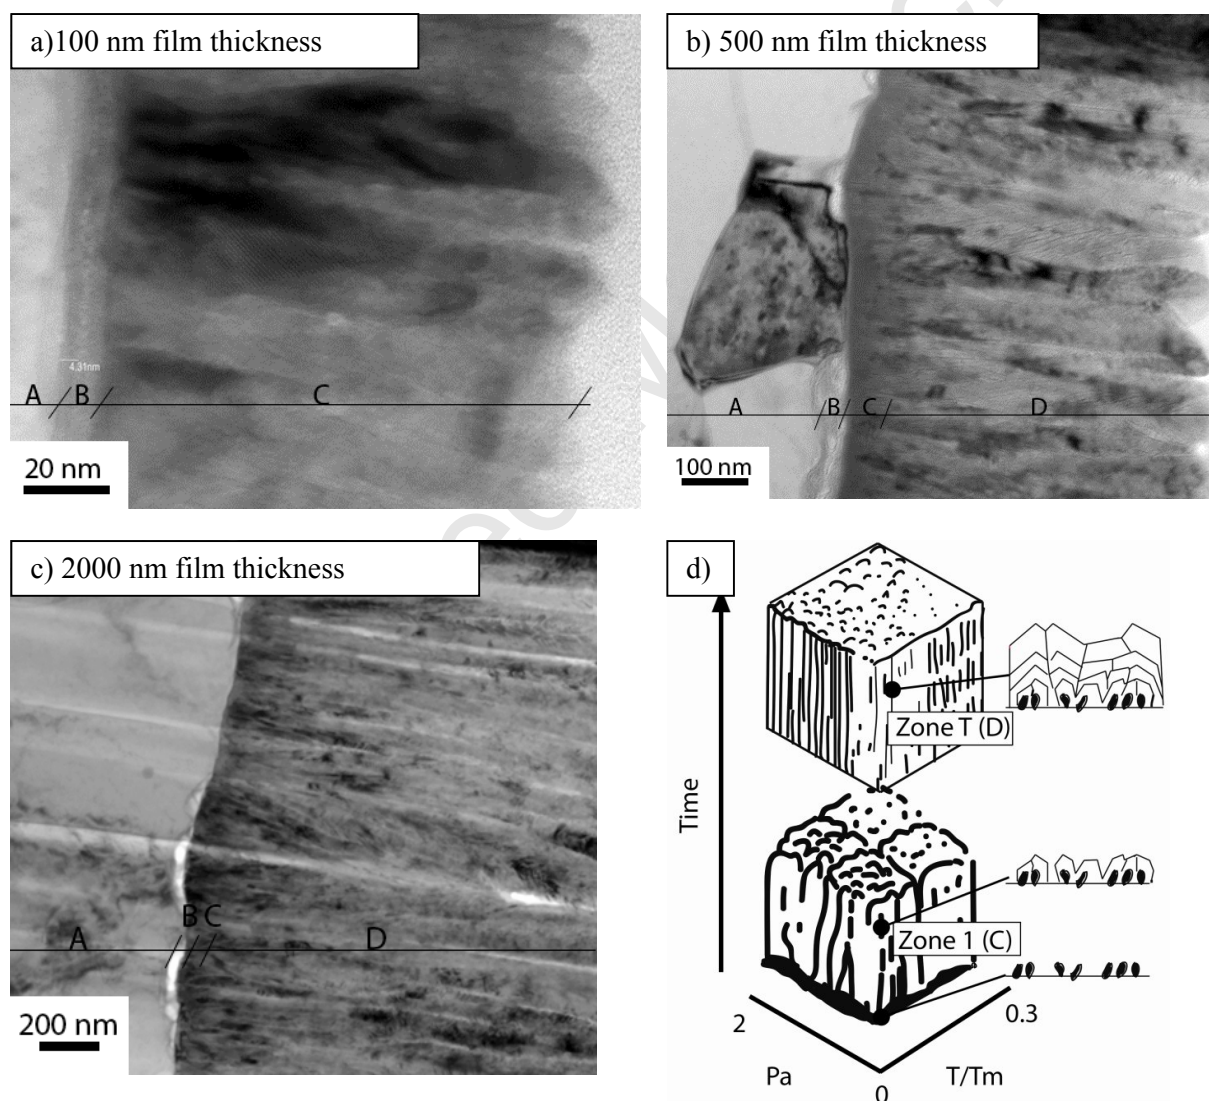 a)100 nm film thickness
4.31nm
A B C
20 nm
b) 500 nm film thickness
A B C D
100 nm
c) 2000 nm film thickness
B C
A D
200 nm
d)
Time
Zone T (D)
Zone 1 (C)
2 0.3
Pa T/Tm
0